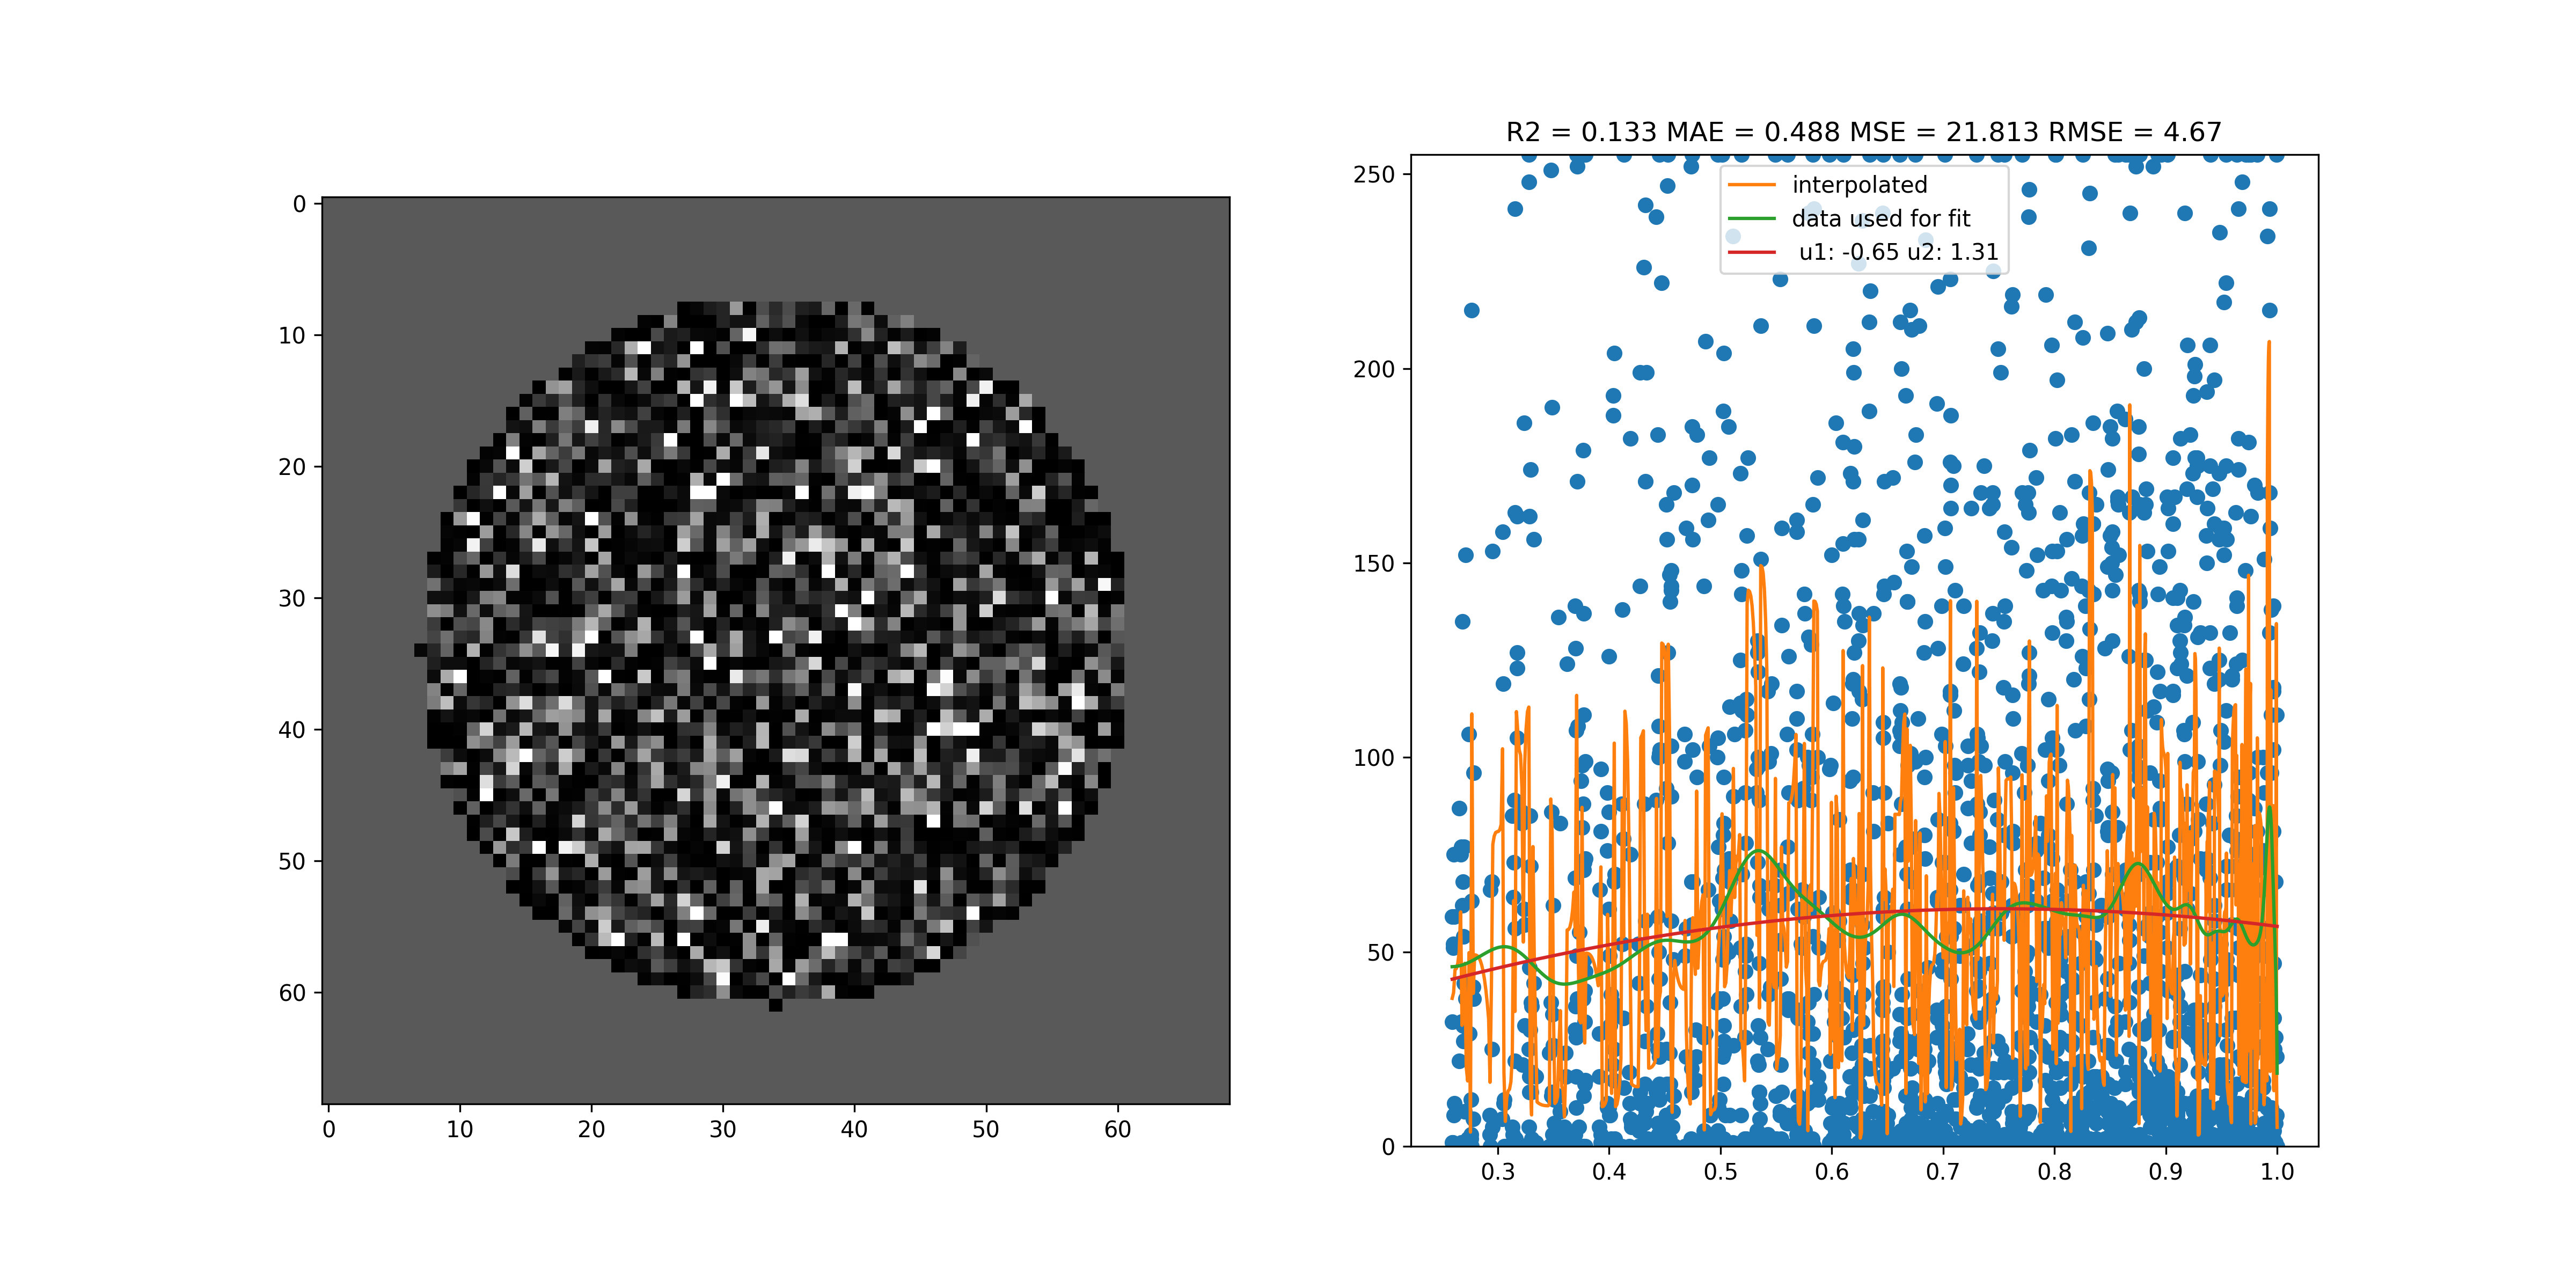 R2 = 0.133 MAE = 0.488 MSE = 21.813 RMSE = 4.67
interpolated
data used for fit
u1: -0.65 u2: 1.31
0
10
20
30
40
50
60
0 10 20 30 40 50 60
250
200
150
100
50
0
0.3 0.4 0.5 0.6 0.7 0.8 0.9 1.0